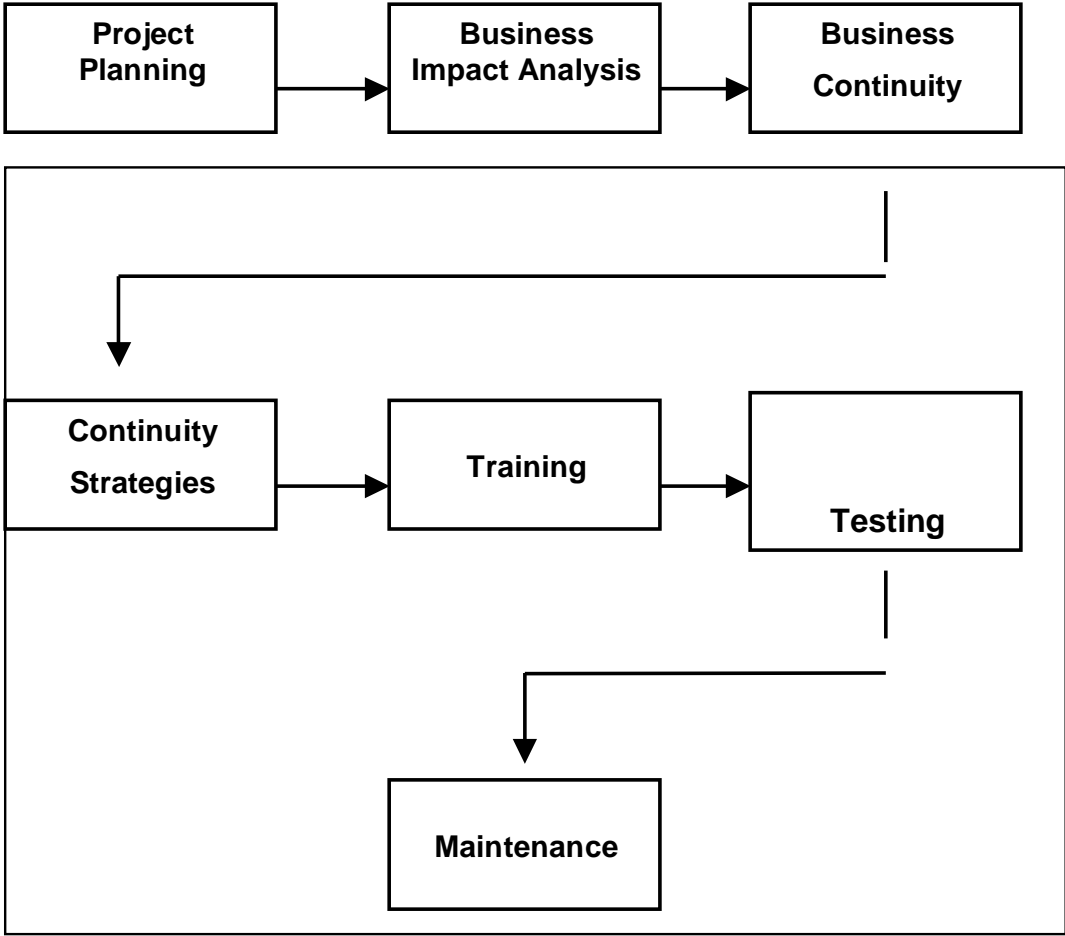 Project
Planning
Business
Impact Analysis
Business
Continuity
Continuity
Strategies
Training
Testing
Maintenance